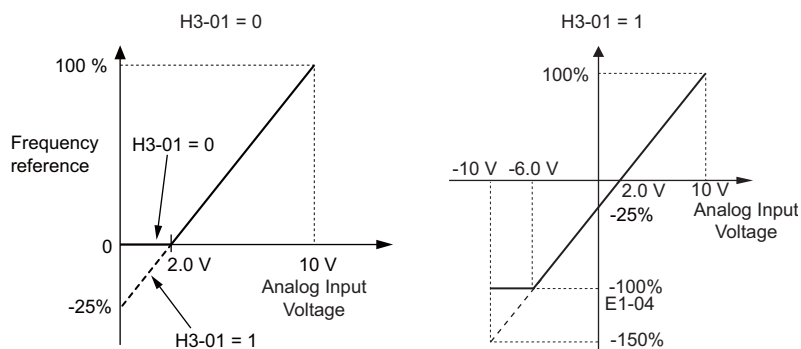 H3-01 = 0
100 %
Frequency
reference
H3-01 = 0
0
2.0 V
10 V
Analog Input
Voltage
-25%
H3-01 = 1
H3-01 = 1
100%
-10 V
-6.0 V
2.0 V
10 V
Analog Input
Voltage
-25%
-100%
E1-04
-150%